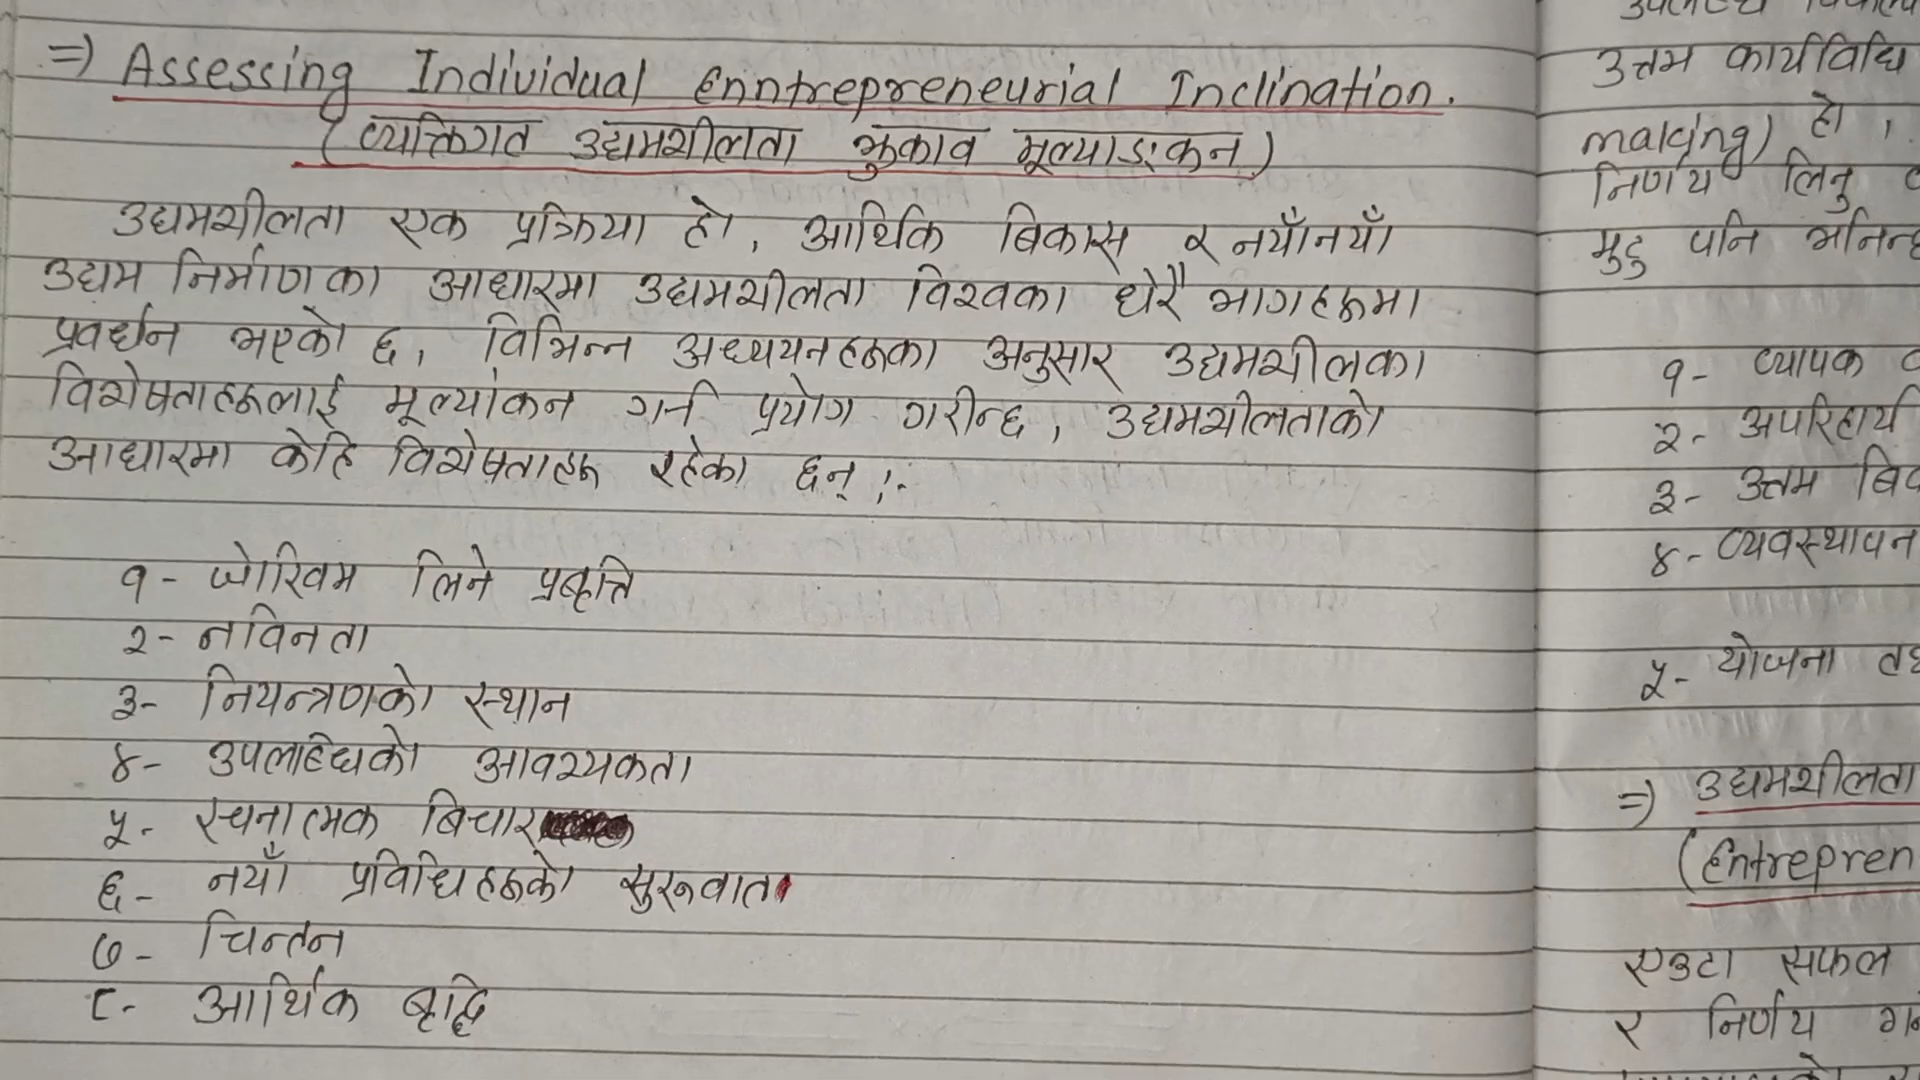 =) Assessing Individual Enntrepreneurial Inclination.
(व्यक्तिगत उद्यमशीलता झुकाव मूल्याङकन)
उद्यमशीलता एक प्रक्रिया हो, आर्थिक बिकास र नयाँनयाँ
उद्यम निर्माणका आधारमा उद्यमशीलता विश्वका धेरै भागहरूमा
प्रवर्धन भएको छ, विभिन्न अध्ययनहरूका अनुसार उद्यमशीलका
विशेषताहरूलाई मूल्यांकन गर्न प्रयोग गरीन्छ, उद्यमशीलताको
आधारमा केहि विशेषताहरू रहेका छन् ।-
१- जोखिम लिने प्रबृत्ति
२- नविनता
३- नियन्त्रणको स्थान
४- उपलब्धिको आवश्यकता
५- रचनात्मक बिचार
६- नयाँ प्रविधिहरूको सुरूवात
७- चिन्तन
८- आर्थिक बृद्धि
उत्तम कार्यविधि
making) हो ,
निर्णय लिनु
मुटु पनि
१- व्यापक
२- अपरिहार्य
३- उत्तम
४- व्यवस्थापन
५- योजना
=) उद्यमशीलता
(Entrepren
एउटा सफल
र निर्णय